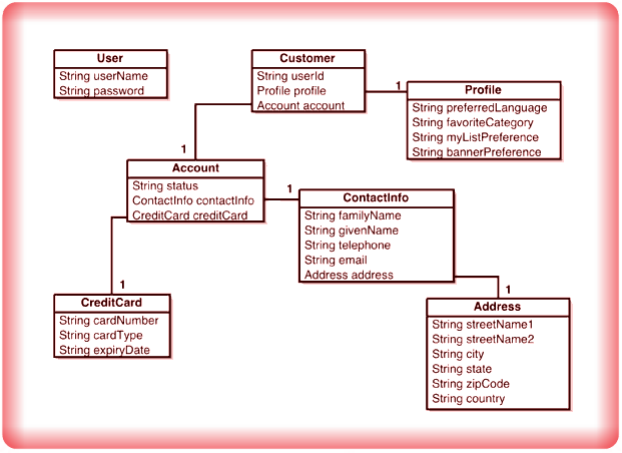 User
String userName
String password
Customer
String userId
Profile profile
Account account
1
Profile
String preferredLanguage
String favoriteCategory
String myListPreference
String bannerPreference
1
Account
String status
ContactInfo contactInfo
CreditCard creditCard
1
ContactInfo
String familyName
String givenName
String telephone
String email
Address address
1
CreditCard
String cardNumber
String cardType
String expiryDate
1
Address
String streetName1
String streetName2
String city
String state
String zipCode
String country